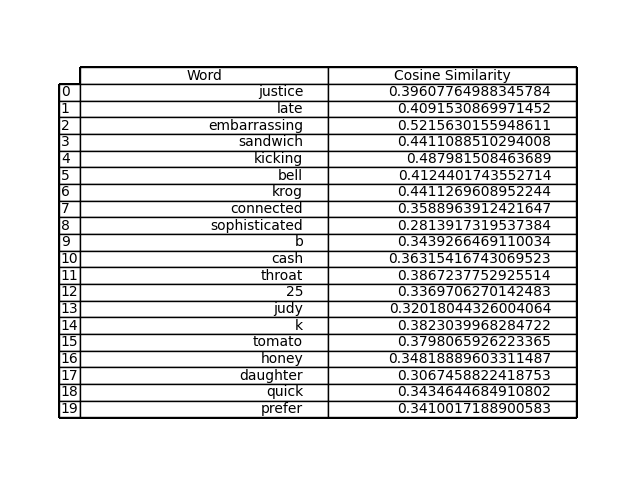 Word Cosine Similarity
0 justice 0.39607764988345784
1 late 0.4091530869971452
2 embarrassing 0.5215630155948611
3 sandwich 0.4411088510294008
4 kicking 0.487981508463689
5 bell 0.4124401743552714
6 krog 0.4411269608952244
7 connected 0.3588963912421647
8 sophisticated 0.2813917319537384
9 b 0.3439266469110034
10 cash 0.36315416743069523
11 throat 0.3867237752925514
12 25 0.3369706270142483
13 judy 0.32018044326004064
14 k 0.3823039968284722
15 tomato 0.3798065926223365
16 honey 0.34818889603311487
17 daughter 0.3067458822418753
18 quick 0.3434644684910802
19 prefer 0.3410017188900583